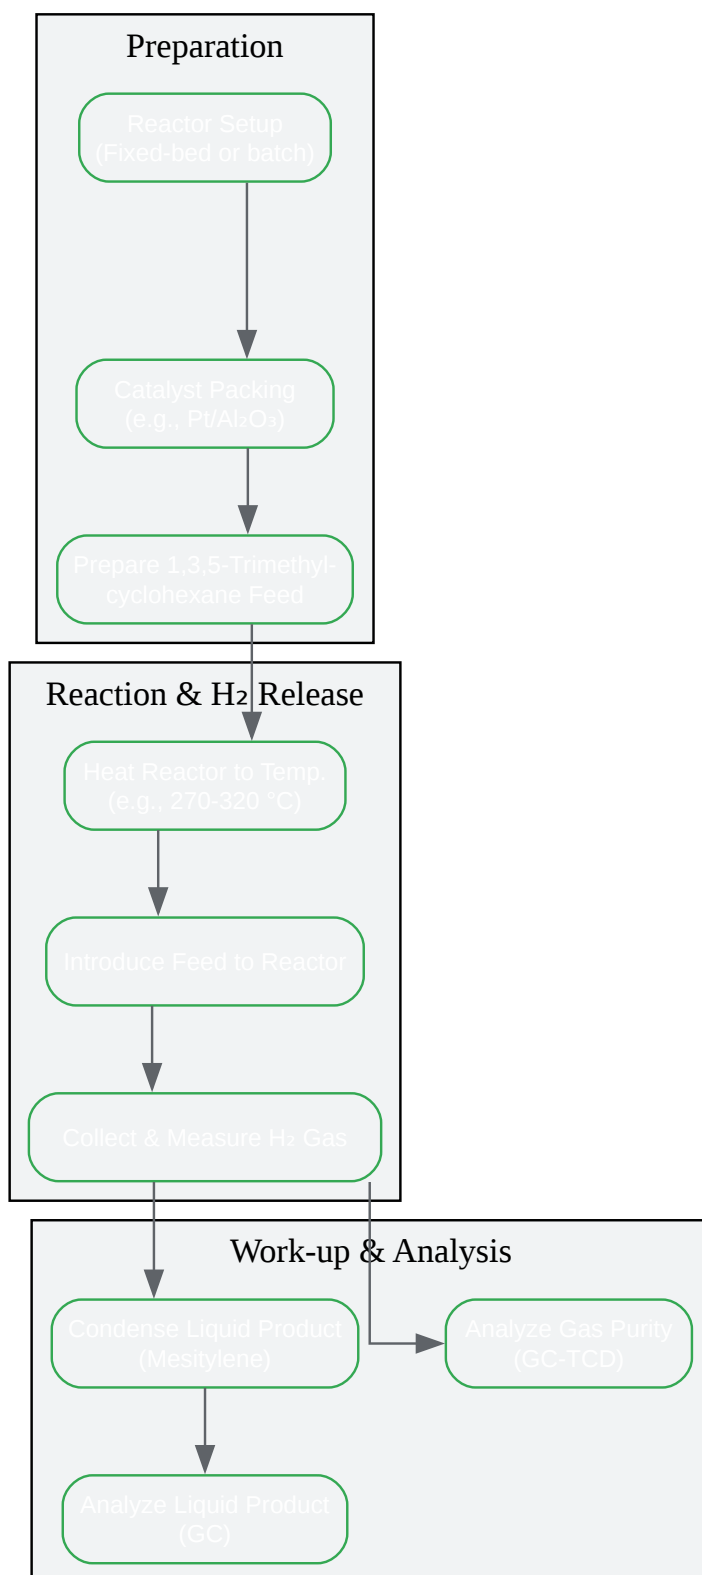 Preparation
Reactor Setup
(Fixed-bed or batch)
Catalyst Packing
(e.g., Pt/Al₂O₃)
Prepare 1,3,5-Trimethyl-
cyclohexane Feed
Reaction & H₂ Release
Heat Reactor to Temp.
(e.g., 270-320 °C)
Introduce Feed to Reactor
Collect & Measure H₂ Gas
Work-up & Analysis
Condense Liquid Product
(Mesitylene)
Analyze Gas Purity
(GC-TCD)
Analyze Liquid Product
(GC)